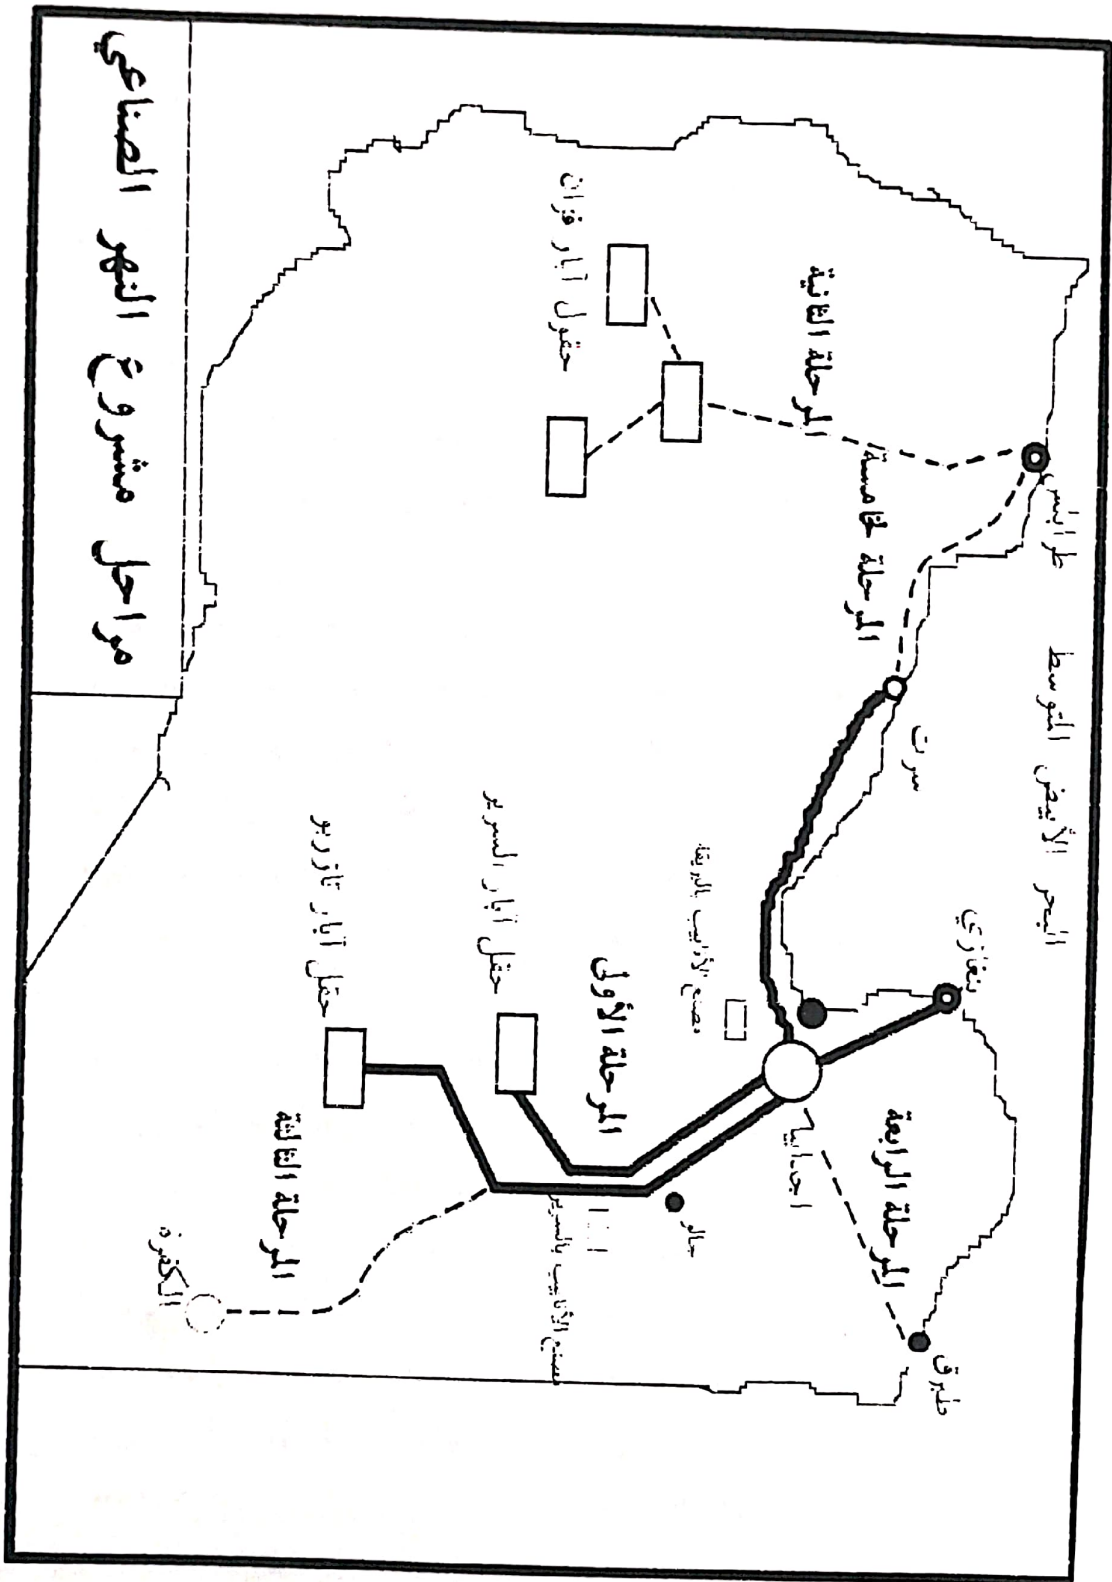 البحر الأبيض المتوسط
طرابلس
سرت
بنغازي
طبرق
المرحلة الثانية
المرحلة الخامسة
المرحلة الرابعة
اجدابيا
مصنع الأنابيب بالبريقة
جالو
المرحلة الأولى
حقول آبار فزان
حقل آبار السرير
مصنع الأنابيب بالسرير
حقل آبار تازربو
المرحلة الثالثة
الكفرة
مراحل مشروع النهر الصناعي